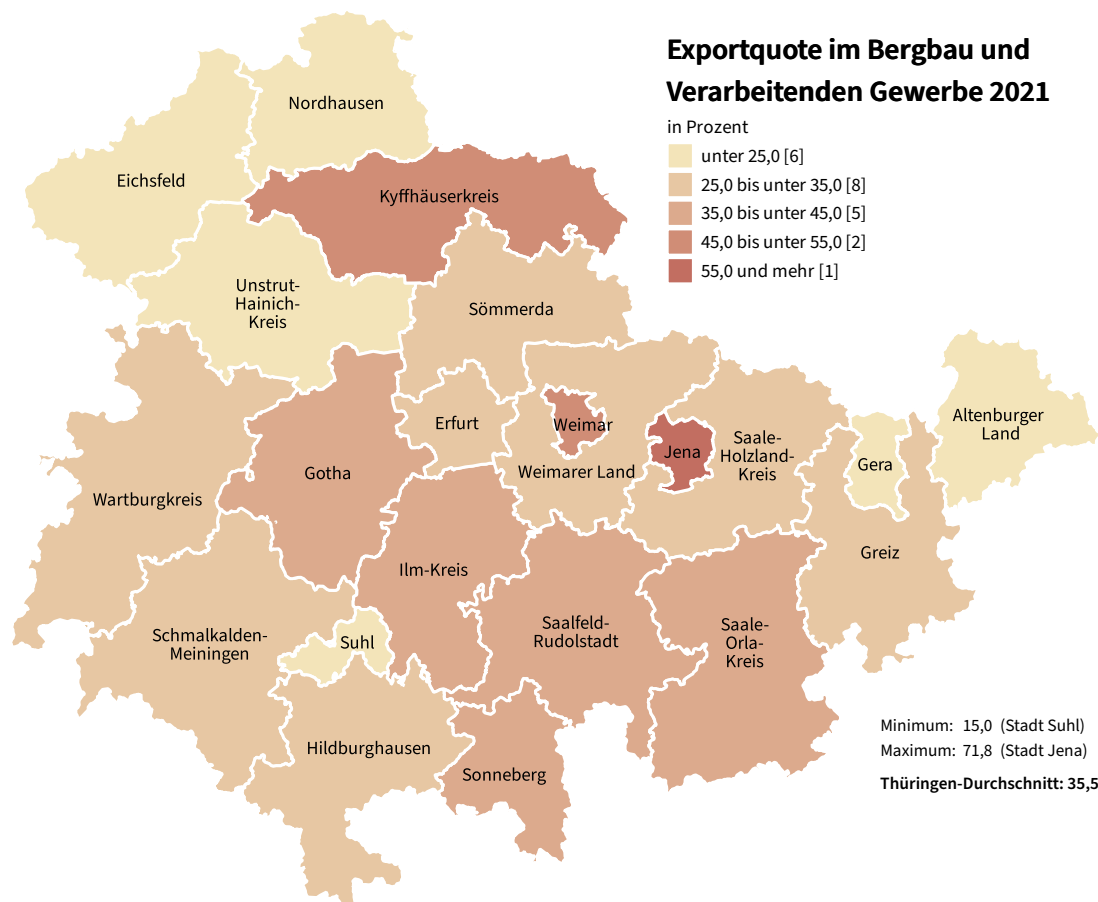 Exportquote im Bergbau und
Verarbeitenden Gewerbe 2021
in Prozent
unter 25,0 [6]
25,0 bis unter 35,0 [8]
35,0 bis unter 45,0 [5]
45,0 bis unter 55,0 [2]
55,0 und mehr [1]
Nordhausen
Eichsfeld
Kyffhäuserkreis
Unstrut-
Hainich-
Kreis
Sömmerda
Altenburger
Land
Erfurt
Weimar
Jena
Saale-
Holzland-
Kreis
Gera
Gotha
Weimarer Land
Wartburgkreis
Greiz
Ilm-Kreis
Schmalkalden-
Meiningen
Suhl
Saalfeld-
Rudolstadt
Saale-
Orla-
Kreis
Hildburghausen
Sonneberg
Minimum: 15,0 (Stadt Suhl)
Maximum: 71,8 (Stadt Jena)
Thüringen-Durchschnitt: 35,5